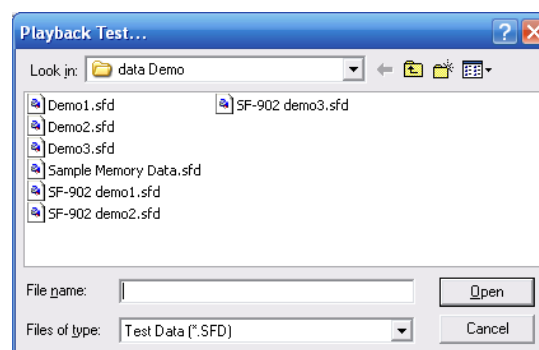 Playback Test...
Look in: data Demo
Demo1.sfd
Demo2.sfd
Demo3.sfd
Sample Memory Data.sfd
SF-902 demo1.sfd
SF-902 demo2.sfd
SF-902 demo3.sfd
File name: Open
Files of type: Test Data (*.SFD) Cancel